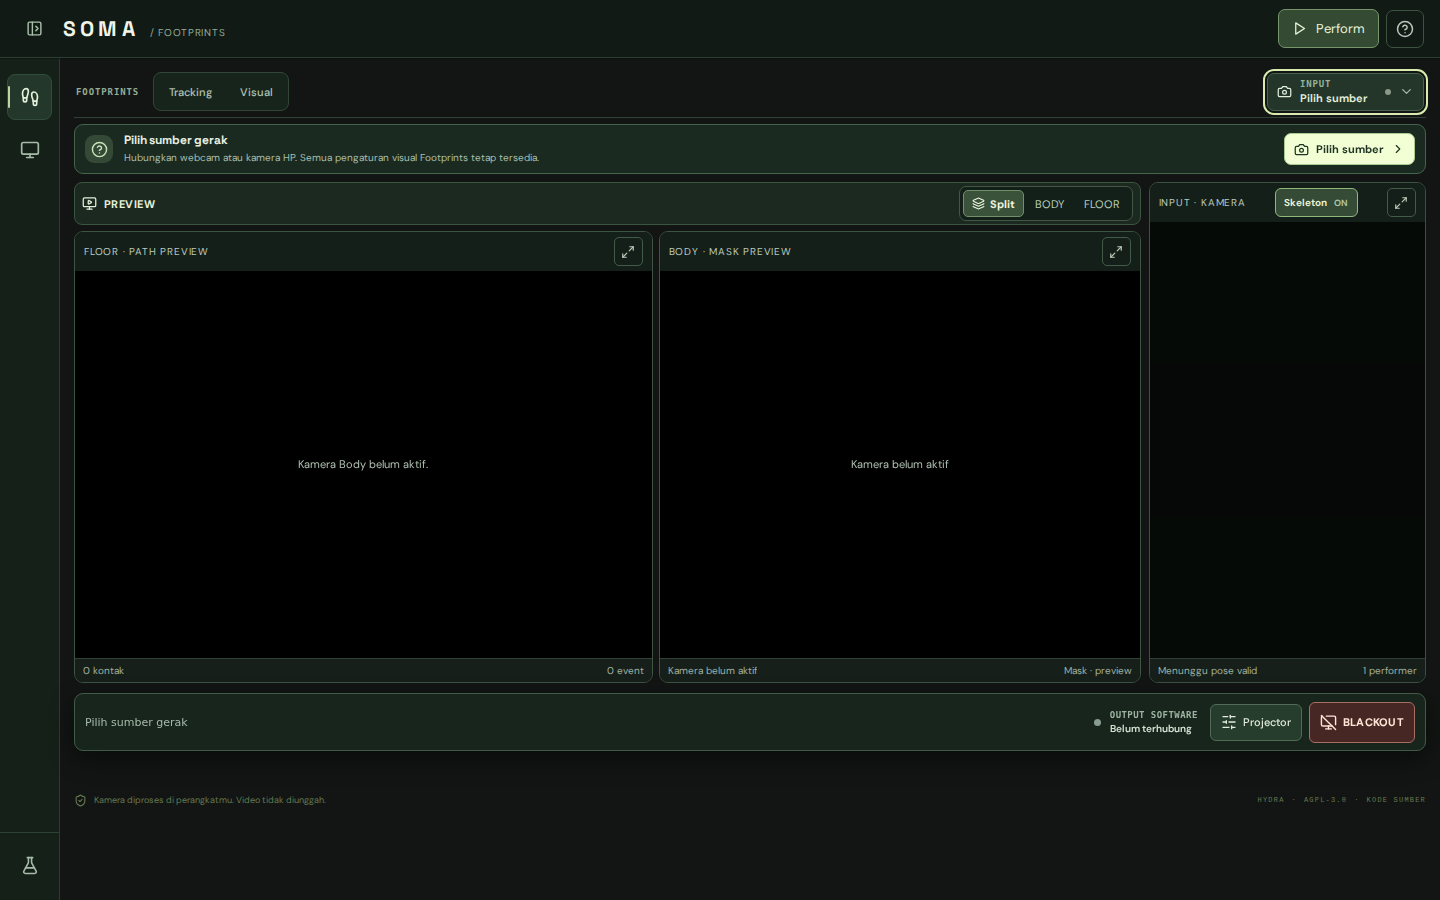 SOMA / FOOTPRINTS
Perform
FOOTPRINTS
Tracking
Visual
INPUT
Pilih sumber
Pilih sumber gerak
Hubungkan webcam atau kamera HP. Semua pengaturan visual Footprints tetap tersedia.
Pilih sumber
PREVIEW
Split
BODY
FLOOR
INPUT · KAMERA
Skeleton ON
FLOOR · PATH PREVIEW
BODY · MASK PREVIEW
Kamera Body belum aktif.
Kamera belum aktif
0 kontak
0 event
Kamera belum aktif
Mask · preview
Menunggu pose valid
1 performer
Pilih sumber gerak
OUTPUT SOFTWARE
Belum terhubung
Projector
BLACKOUT
Kamera diproses di perangkatmu. Video tidak diunggah.
HYDRA · AGPL-3.0 · KODE SUMBER